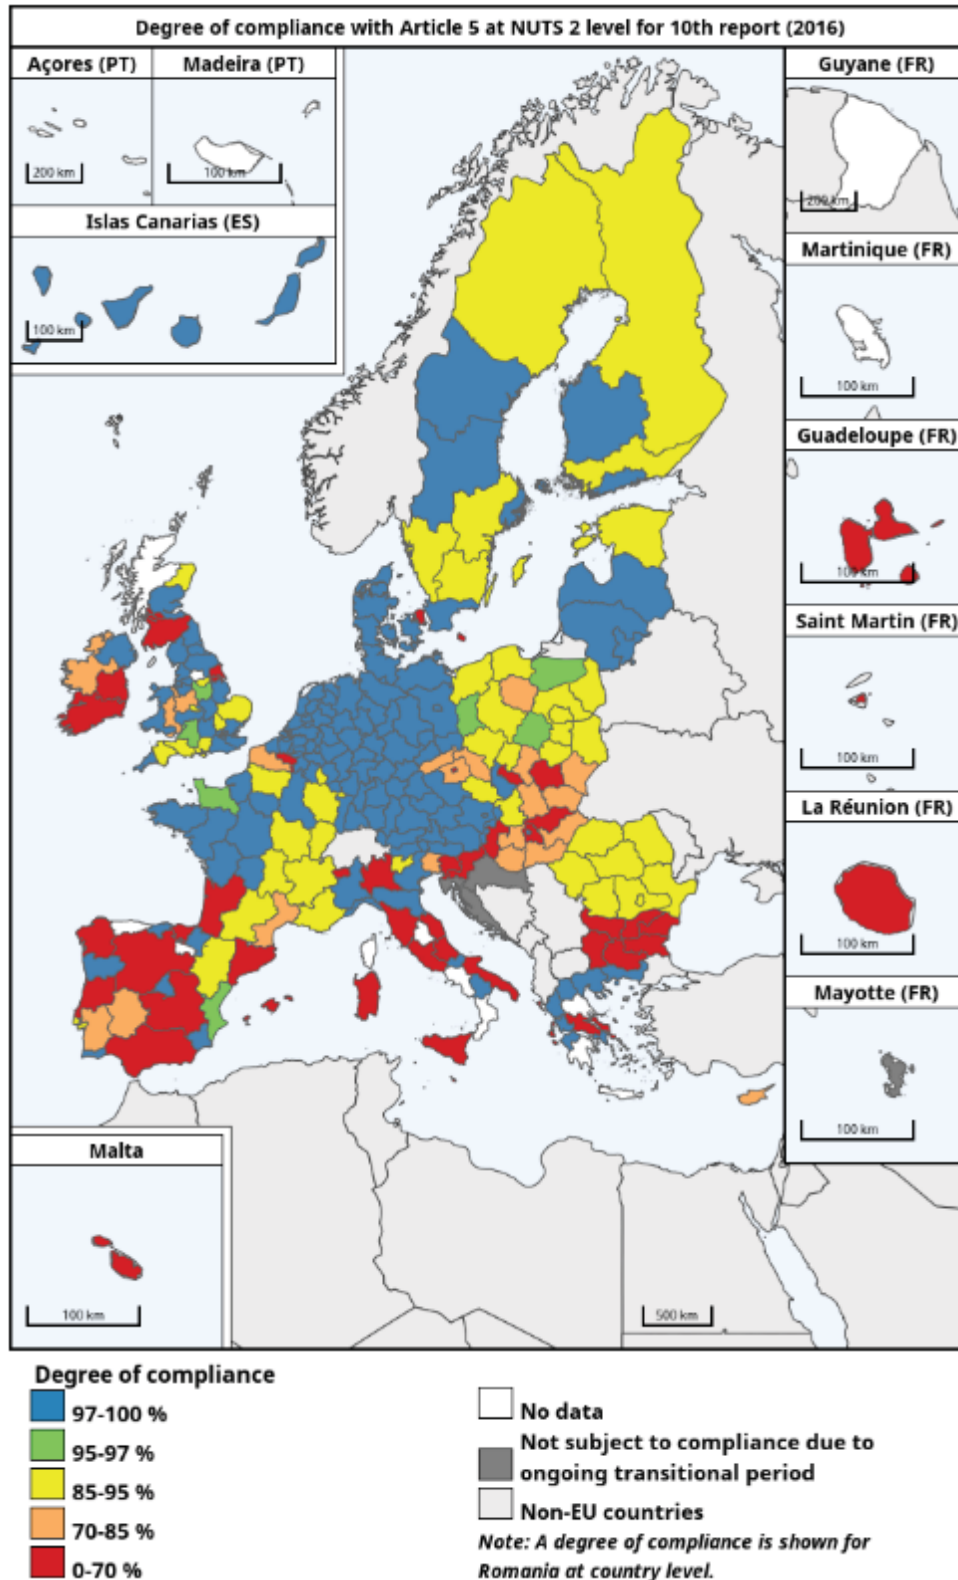 Degree of compliance with Article 5 at NUTS 2 level for 10th report (2016)
Açores (PT)
Madeira (PT)
Guyane (FR)
200 km
100 km
200 km
Islas Canarias (ES)
100 km
Martinique (FR)
100 km
Guadeloupe (FR)
100 km
Saint Martin (FR)
100 km
La Réunion (FR)
100 km
Mayotte (FR)
100 km
Malta
100 km
500 km
Degree of compliance
97-100 %
95-97 %
85-95 %
70-85 %
0-70 %
No data
Not subject to compliance due to
ongoing transitional period
Non-EU countries
Note: A degree of compliance is shown for
Romania at country level.